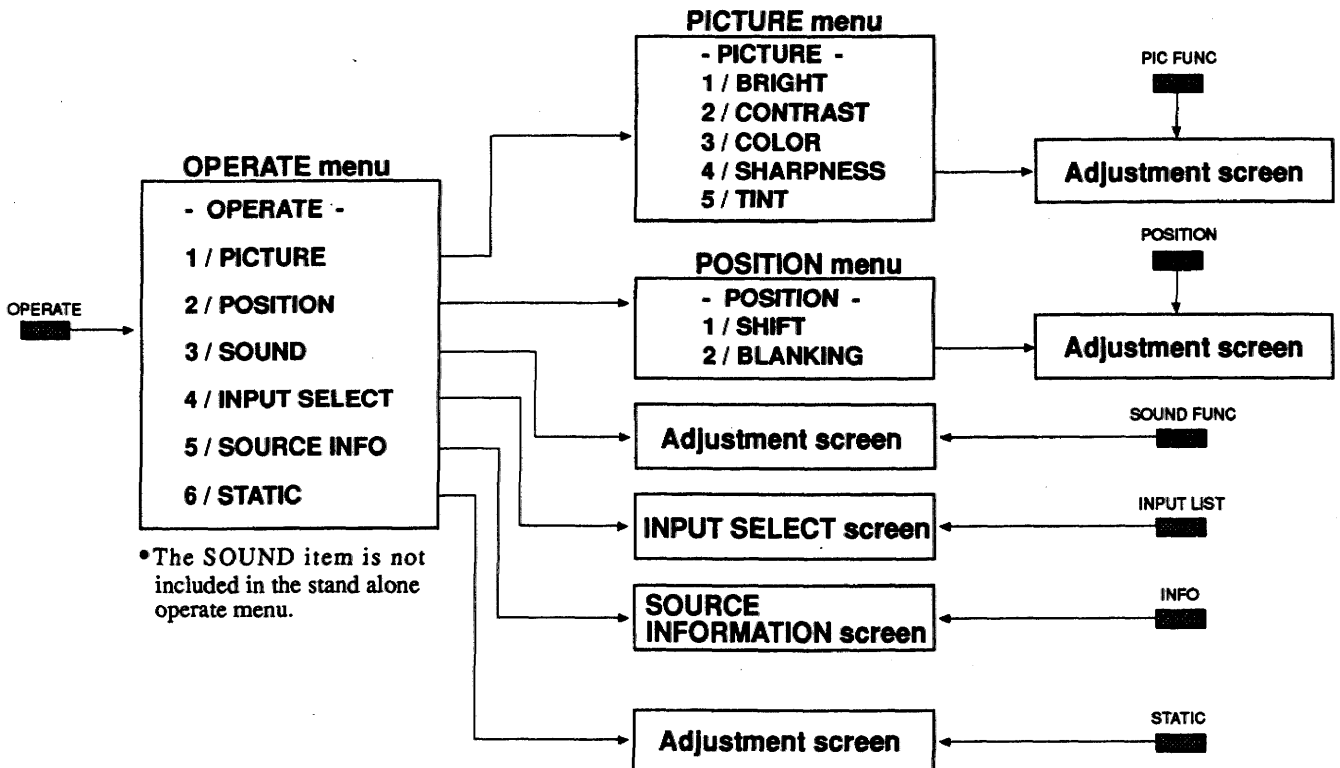 PICTURE menu
- PICTURE -
1 / BRIGHT
2 / CONTRAST
3 / COLOR
4 / SHARPNESS
5 / TINT
PIC FUNC
Adjustment screen
OPERATE menu
- OPERATE -
1 / PICTURE
2 / POSITION
3 / SOUND
4 / INPUT SELECT
5 / SOURCE INFO
6 / STATIC
OPERATE
•The SOUND item is not
included in the stand alone
operate menu.
POSITION menu
- POSITION -
1 / SHIFT
2 / BLANKING
POSITION
Adjustment screen
Adjustment screen
SOUND FUNC
INPUT SELECT screen
INPUT LIST
SOURCE
INFORMATION screen
INFO
Adjustment screen
STATIC